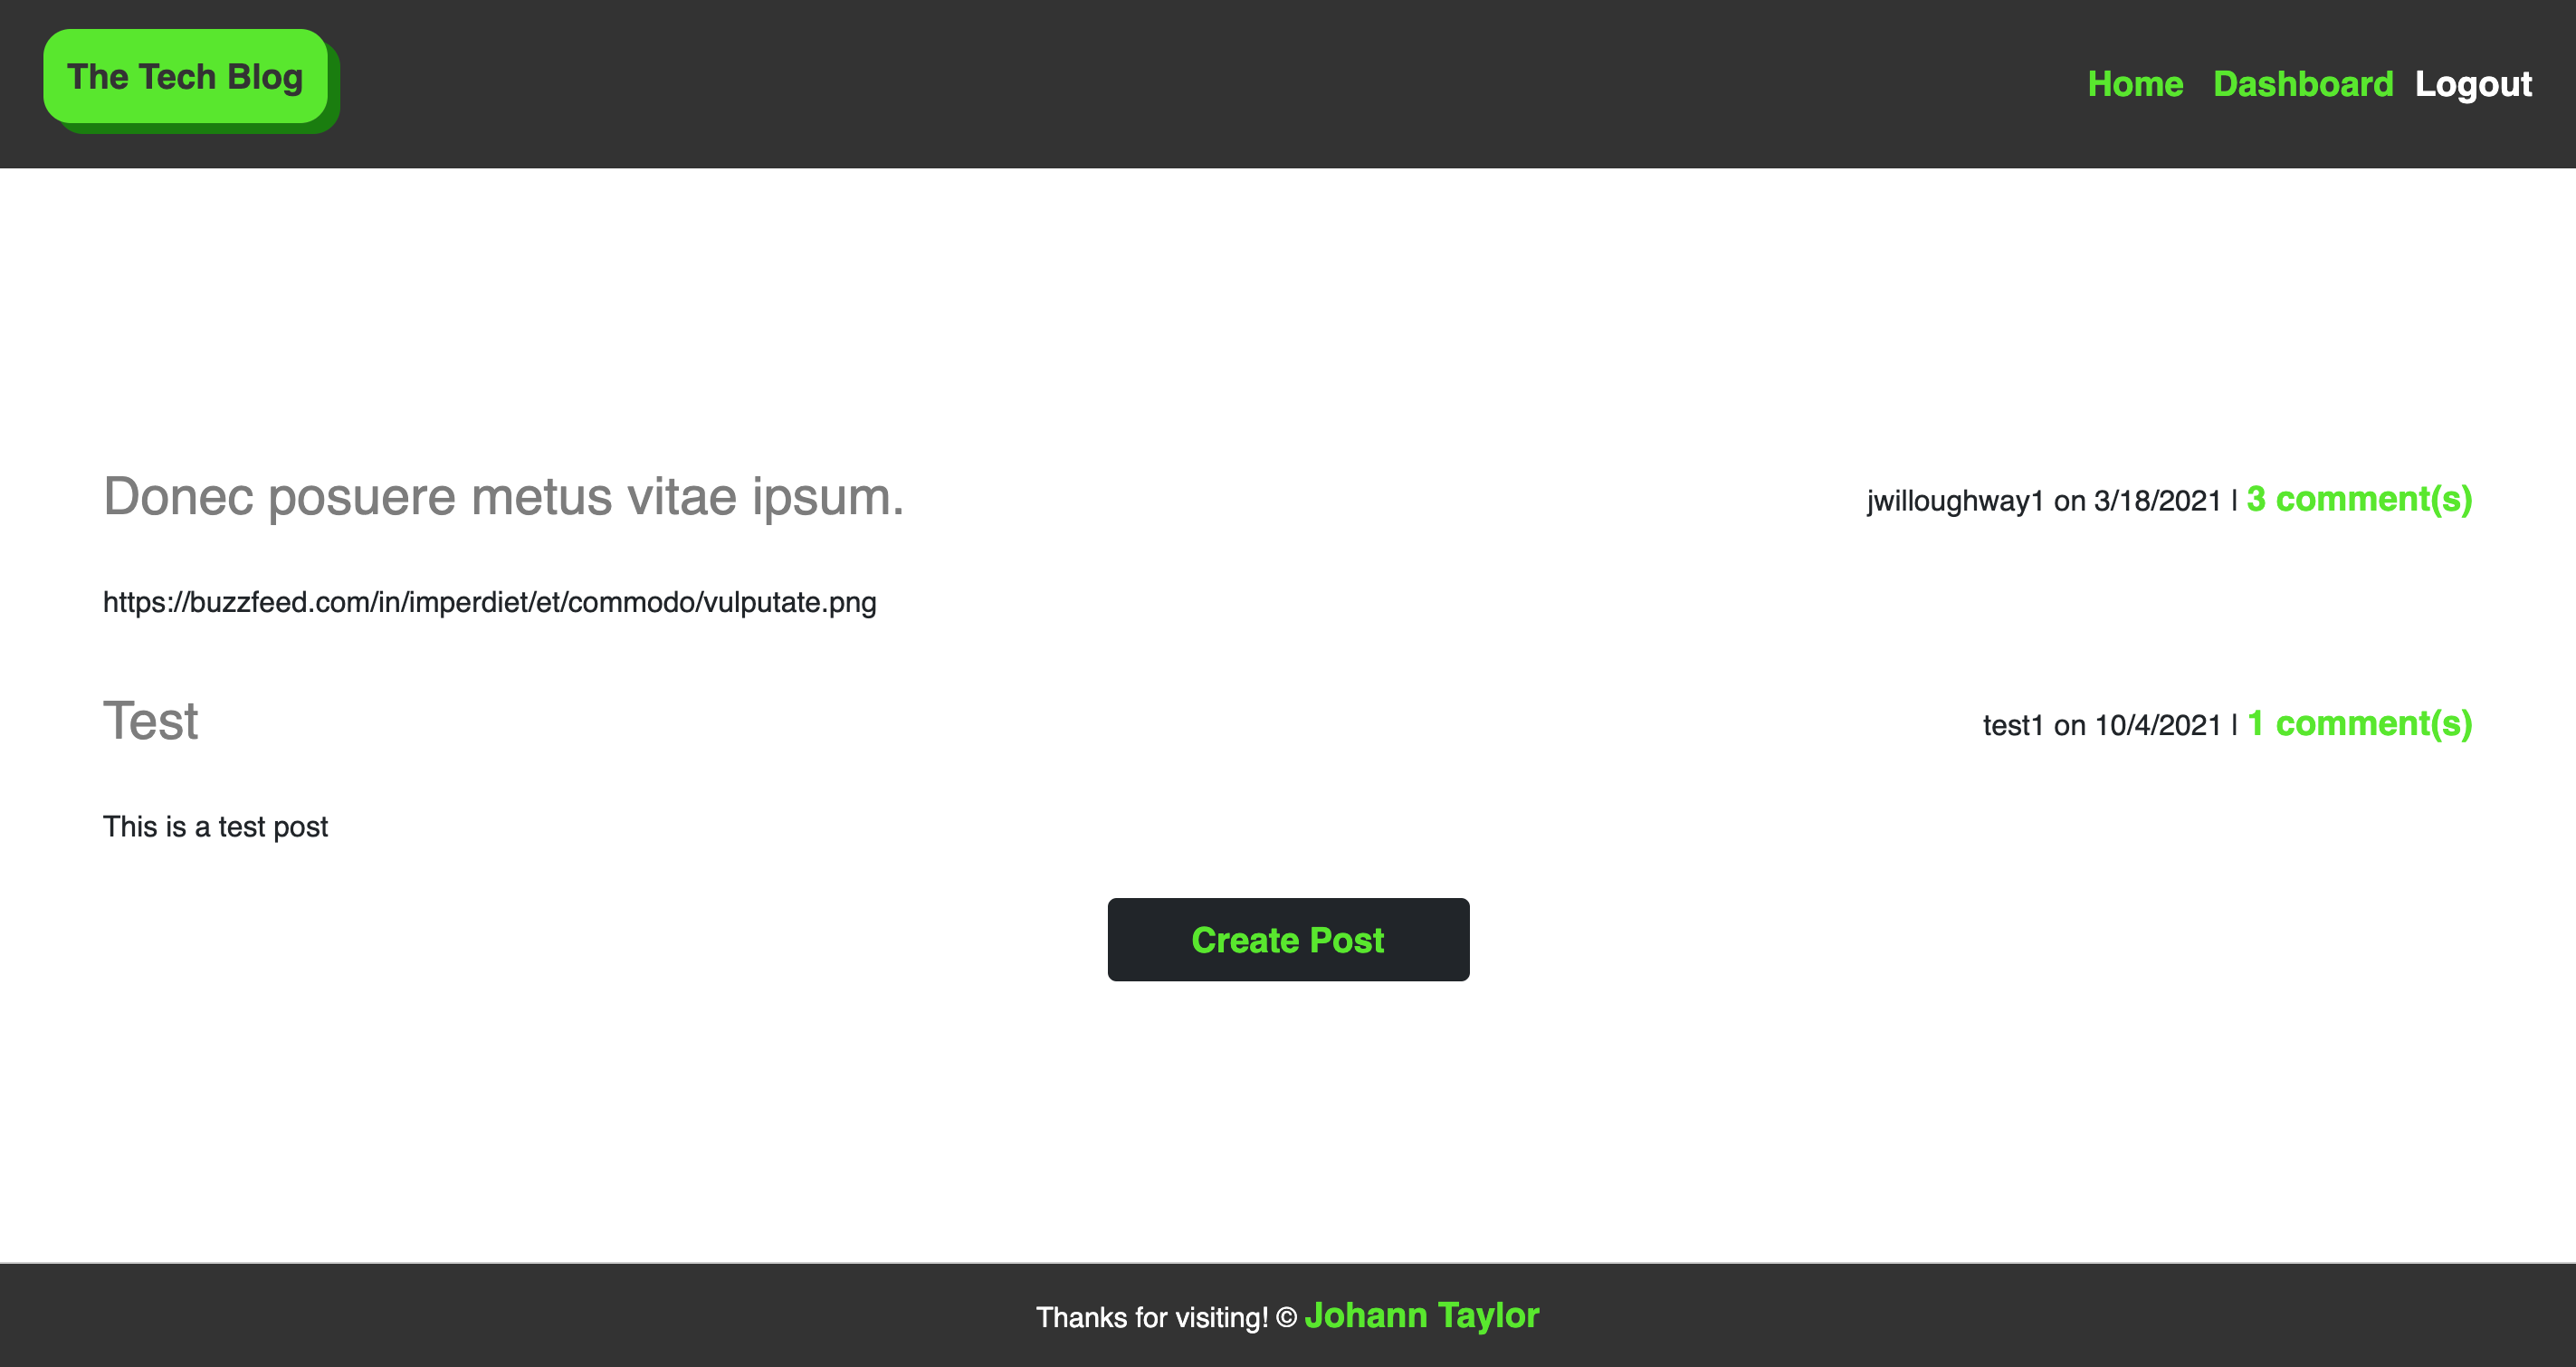 The Tech Blog
Home Dashboard Logout
Donec posuere metus vitae ipsum.
jwilloughway1 on 3/18/2021 | 3 comment(s)
https://buzzfeed.com/in/imperdiet/et/commodo/vulputate.png
Test
test1 on 10/4/2021 | 1 comment(s)
This is a test post
Create Post
Thanks for visiting! © Johann Taylor